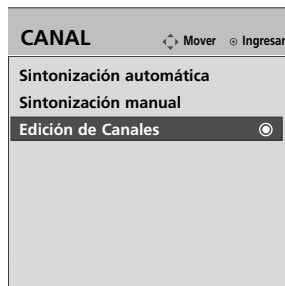 CANAL Mover Ingresar
Sintonización automática
Sintonización manual
Edición de Canales